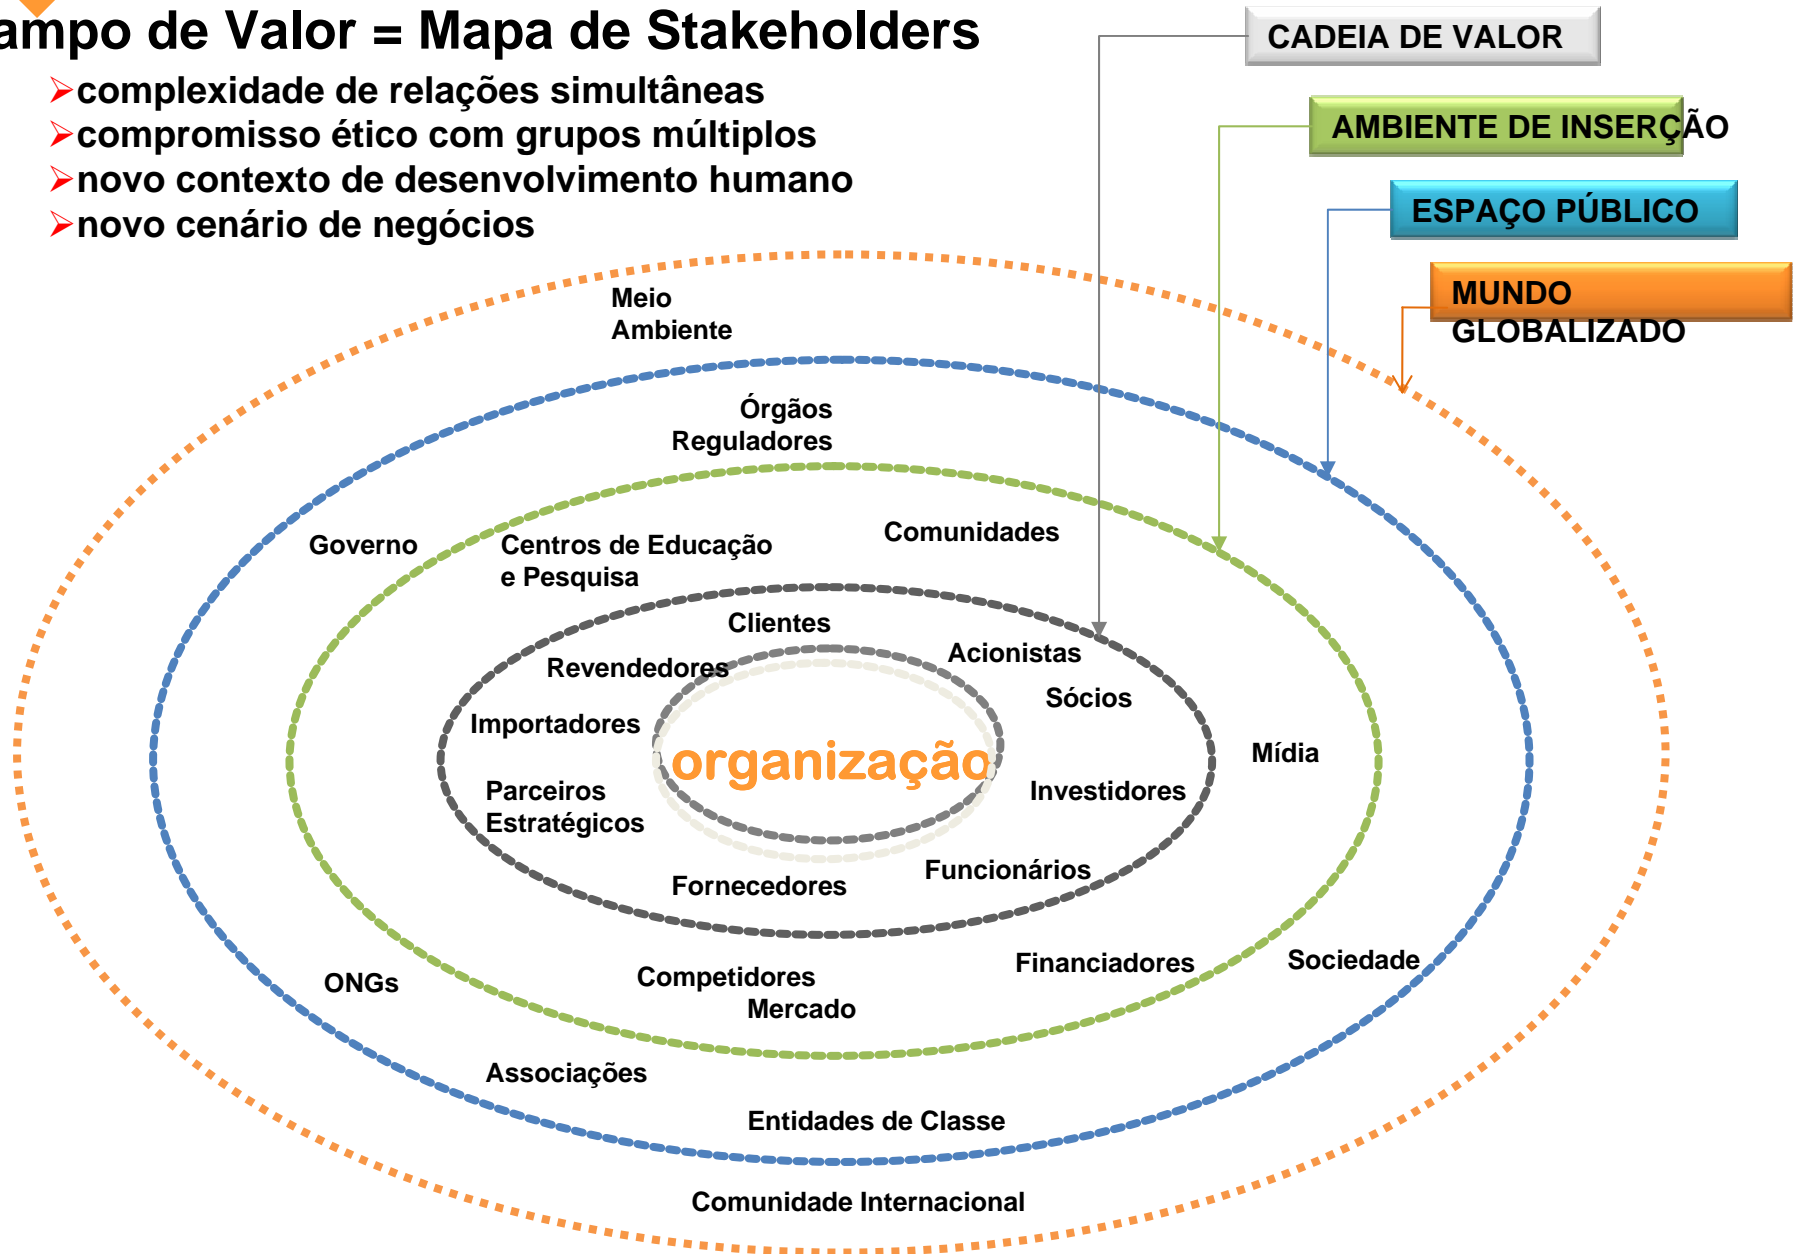 ampo de Valor = Mapa de Stakeholders
complexidade de relações simultâneas
compromisso ético com grupos múltiplos
novo contexto de desenvolvimento humano
novo cenário de negócios
CADEIA DE VALOR
AMBIENTE DE INSERÇÃO
ESPAÇO PÚBLICO
MUNDO
GLOBALIZADO
Meio
Ambiente
Órgãos
Reguladores
Governo
Centros de Educação
e Pesquisa
Comunidades
Clientes
Revendedores
Acionistas
Sócios
Importadores
organização
Mídia
Parceiros
Estratégicos
Investidores
Fornecedores
Funcionários
ONGs
Competidores
Mercado
Financiadores
Sociedade
Associações
Entidades de Classe
Comunidade Internacional